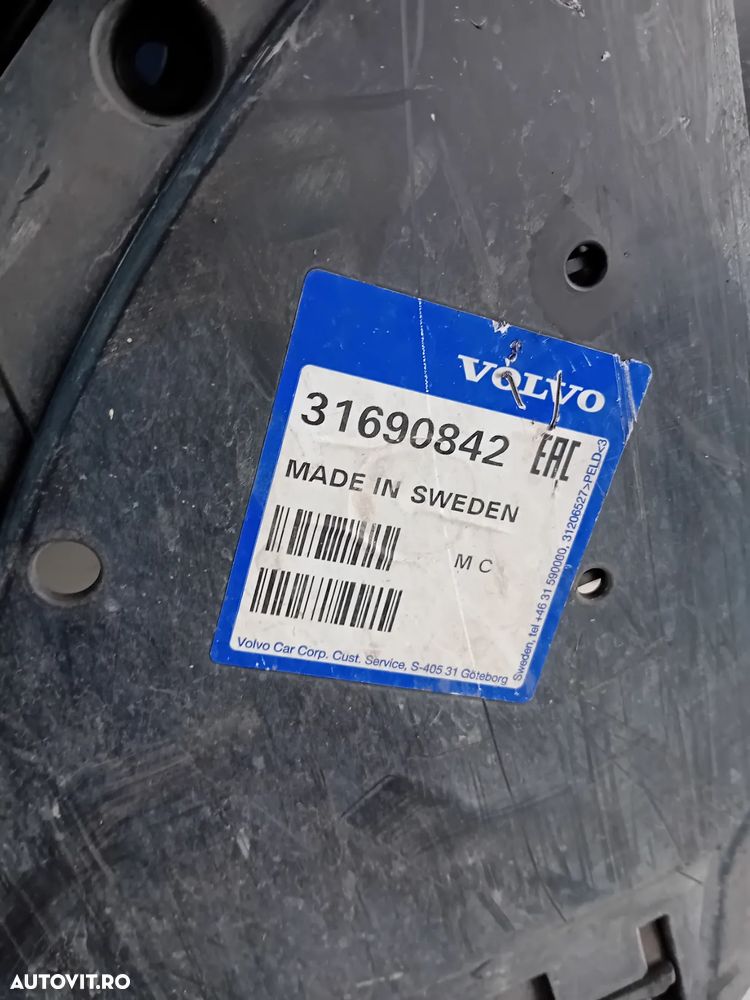 VOLVO
31690842 EAC
MADE IN SWEDEN
M C
Volvo Car Corp. Cust. Service, S-405 31 Göteborg
Sweden, tel +46 31 590000, 31206527>PELD<3
AUTOVIT.RO